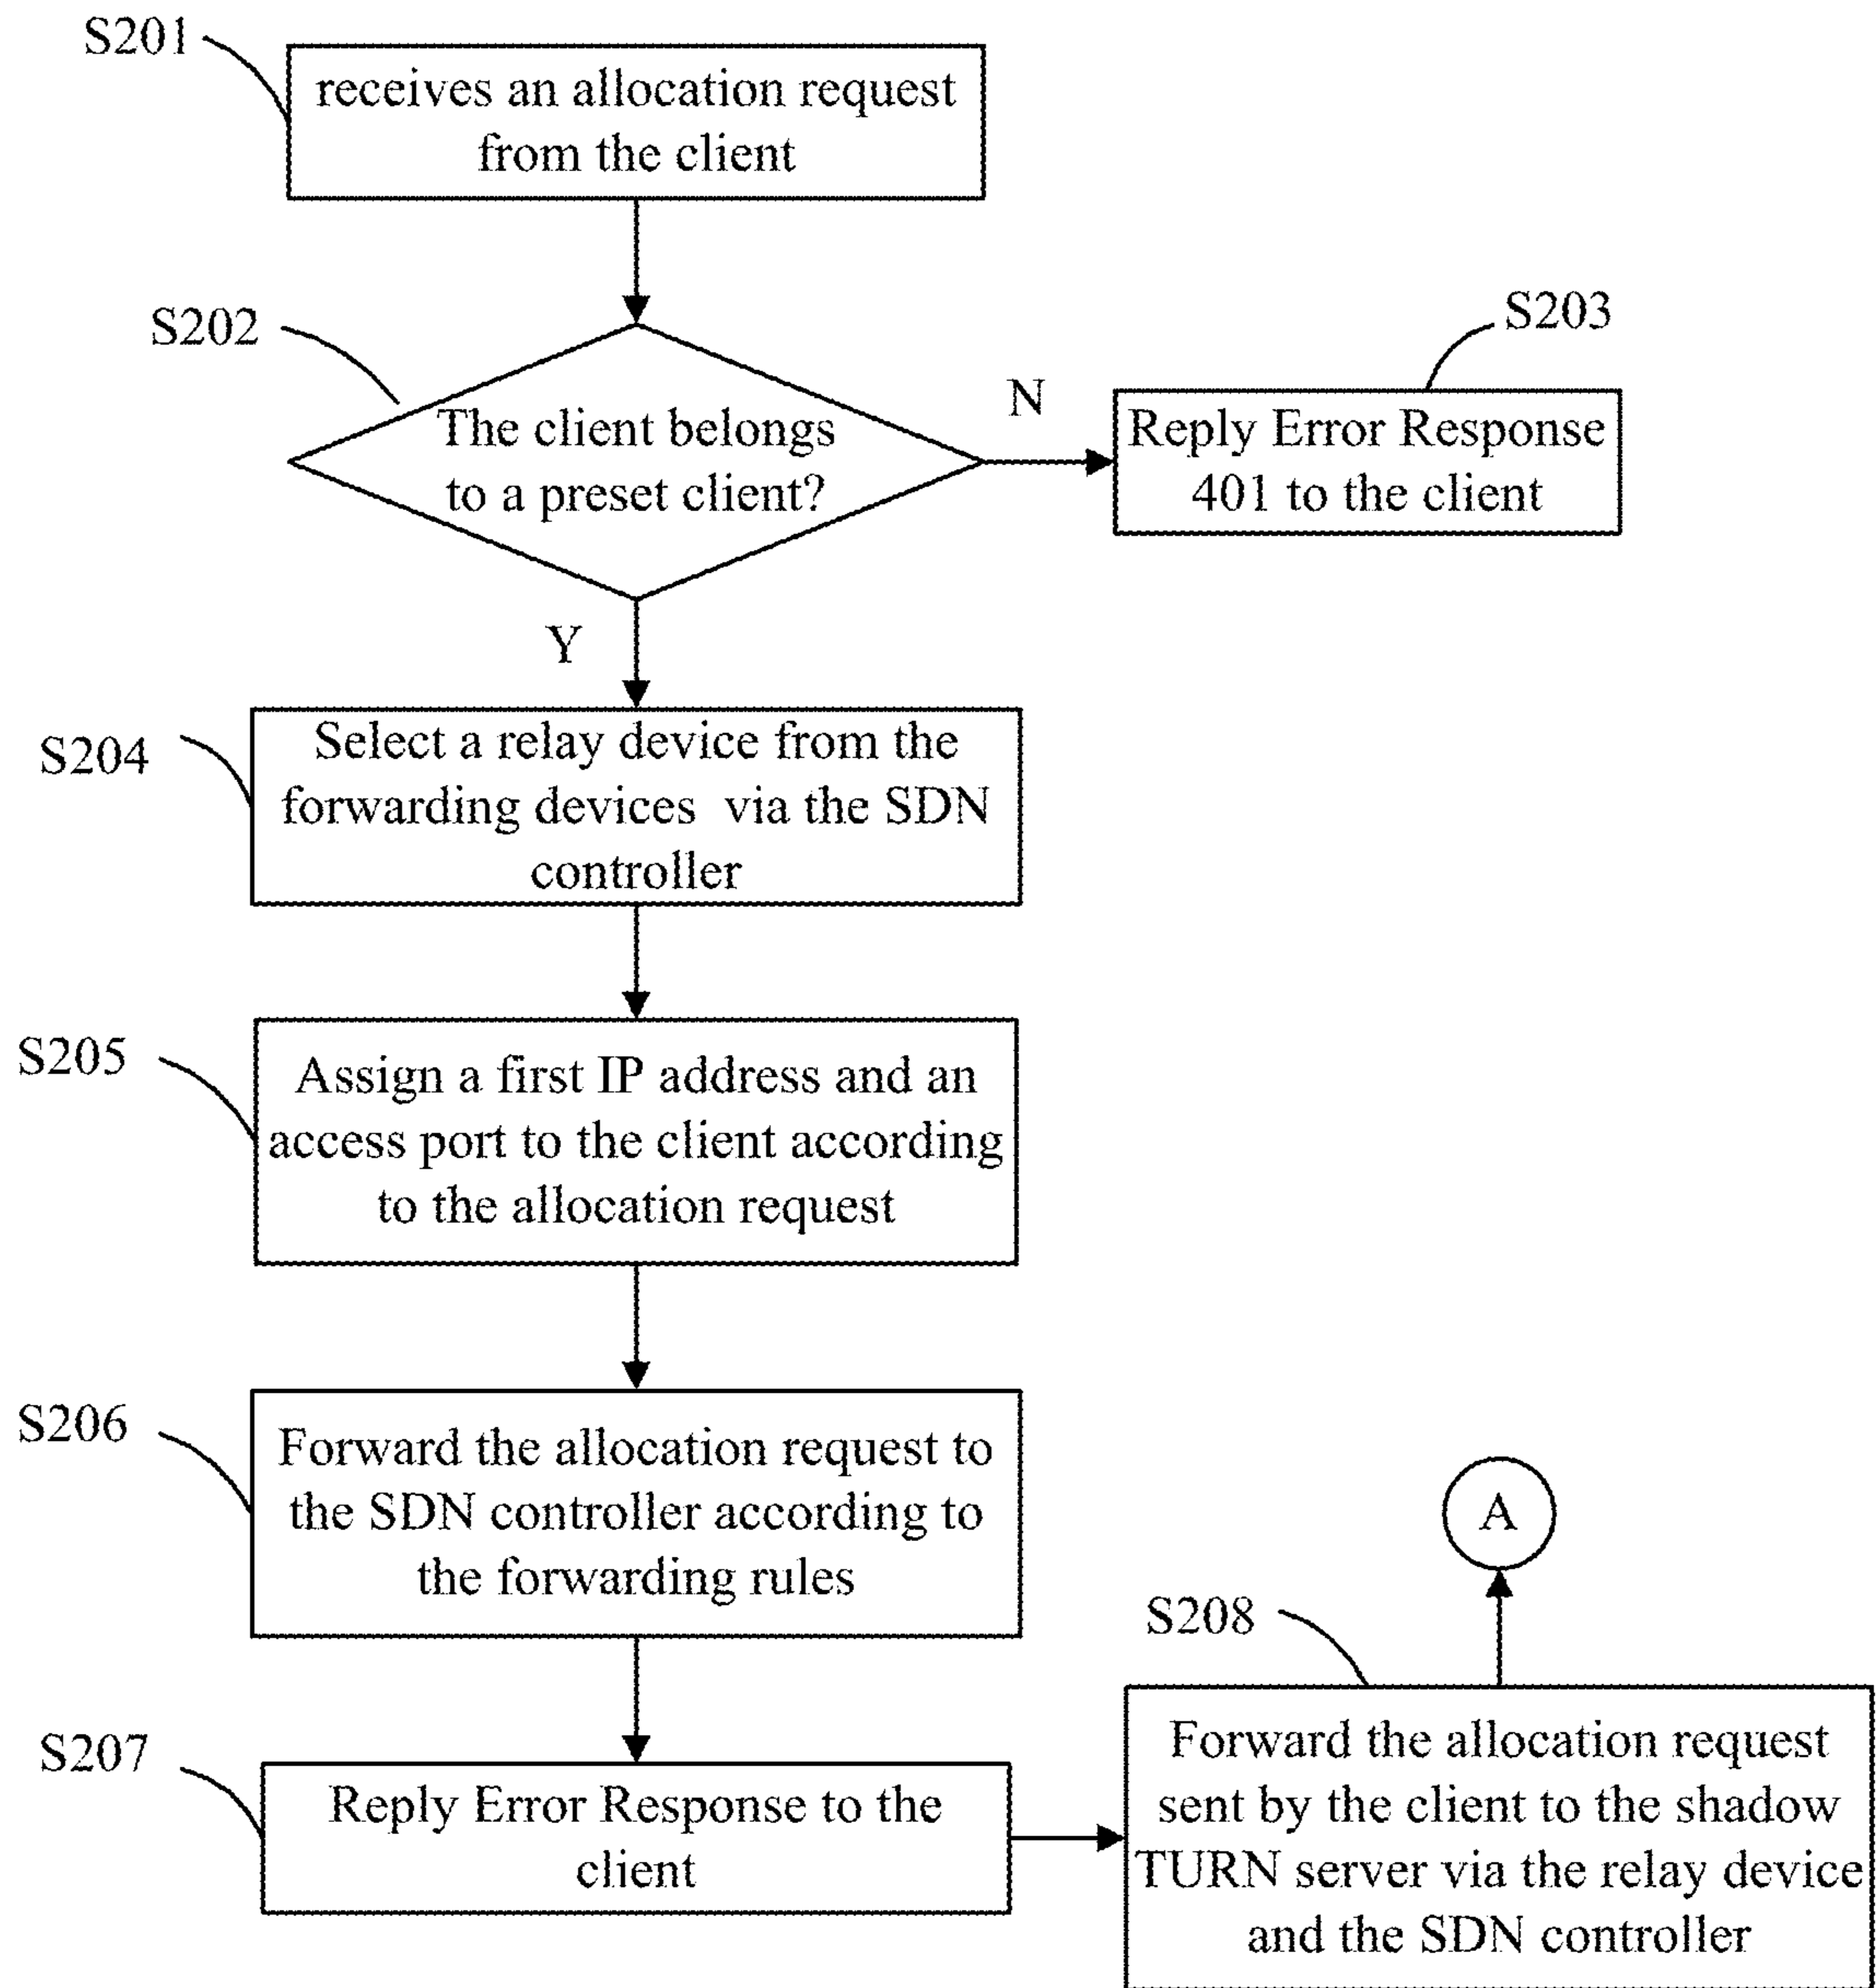 S201
receives an allocation request
from the client
S202
The client belongs
to a preset client?
N
S203
Reply Error Response
401 to the client
Y
S204
Select a relay device from the
forwarding devices via the SDN
controller
S205
Assign a first IP address and an
access port to the client according
to the allocation request
S206
Forward the allocation request to
the SDN controller according to
the forwarding rules
S207
Reply Error Response to the
client
S208
Forward the allocation request
sent by the client to the shadow
TURN server via the relay device
and the SDN controller
A